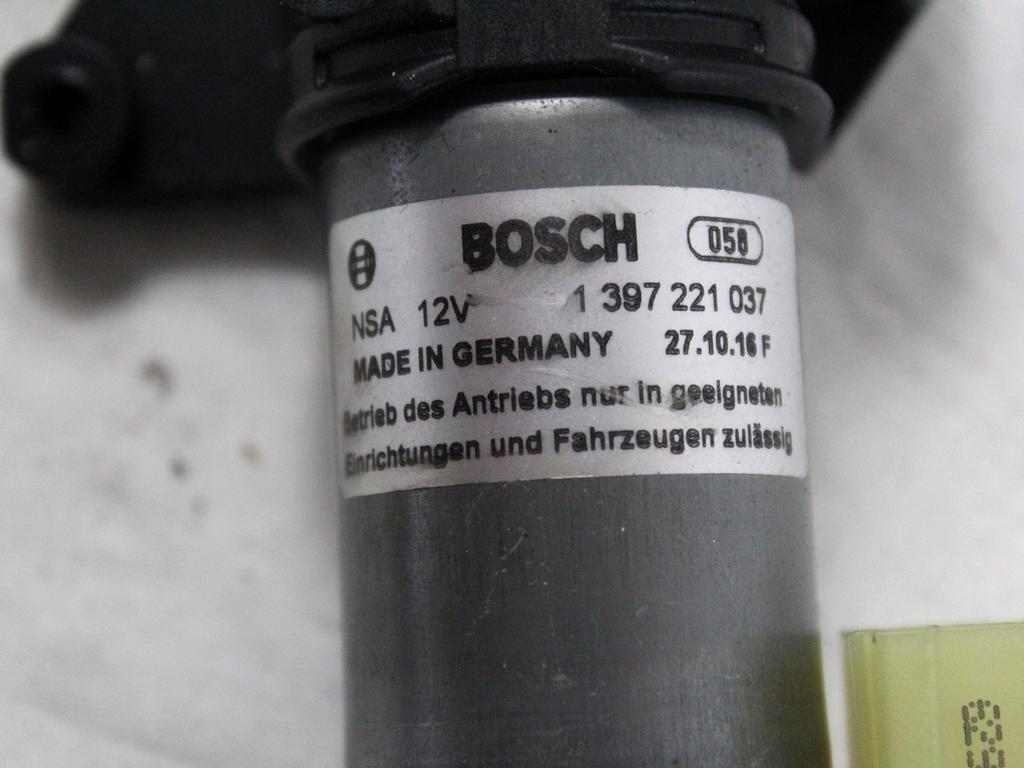 BOSCH 058
NSA 12V 1 397 221 037
MADE IN GERMANY 27.10.16 F
Betrieb des Antriebs nur in geeigneten
Einrichtungen und Fahrzeugen zulässig